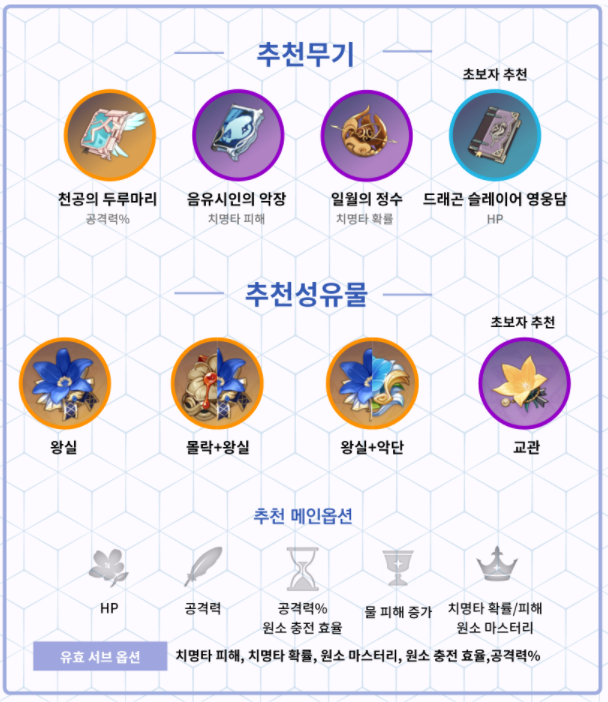 추천무기
초보자 추천
천공의 두루마리
공격력%
음유시인의 악장
치명타 피해
일월의 정수
치명타 확률
드래곤 슬레이어 영웅담
HP
추천성유물
초보자 추천
왕실
몰락+왕실
왕실+악단
교관
추천 메인옵션
HP
공격력
공격력%
원소 충전 효율
물 피해 증가
치명타 확률/피해
원소 마스터리
유효 서브 옵션
치명타 피해, 치명타 확률, 원소 마스터리, 원소 충전 효율,공격력%